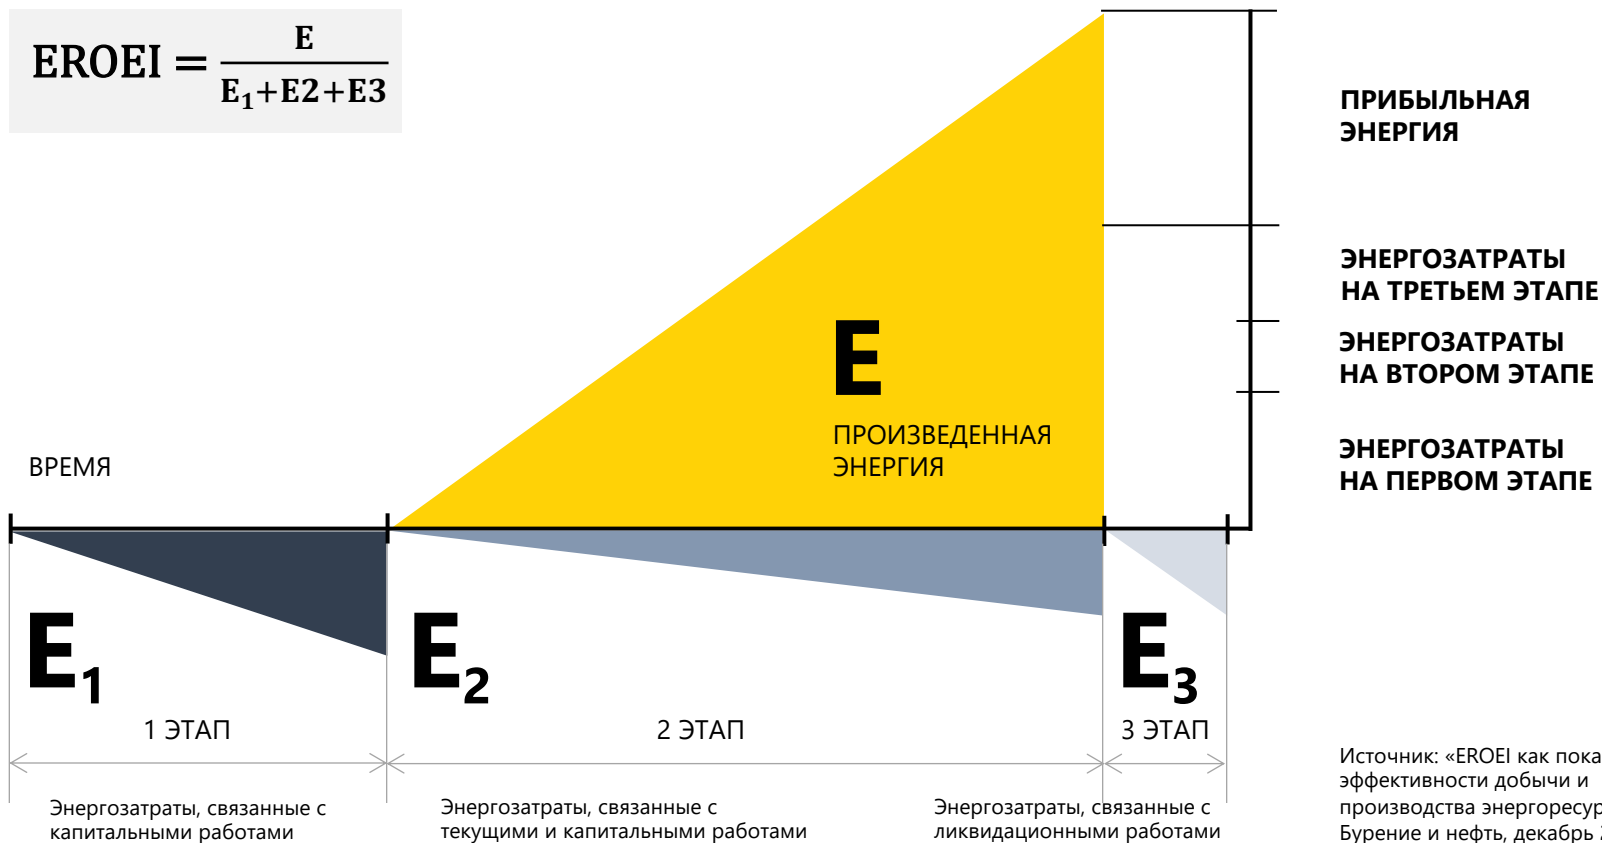 EROEI = E / E₁+E2+E3
ПРИБЫЛЬНАЯ
ЭНЕРГИЯ
ЭНЕРГОЗАТРАТЫ
НА ТРЕТЬЕМ ЭТАПЕ
ЭНЕРГОЗАТРАТЫ
НА ВТОРОМ ЭТАПЕ
ЭНЕРГОЗАТРАТЫ
НА ПЕРВОМ ЭТАПЕ
E
ПРОИЗВЕДЕННАЯ
ЭНЕРГИЯ
ВРЕМЯ
E₁
E₂
E₃
1 ЭТАП
2 ЭТАП
3 ЭТАП
Энергозатраты, связанные с
капитальными работами
Энергозатраты, связанные с
текущими и капитальными работами
Энергозатраты, связанные с
ликвидационными работами
Источник: «EROEI как
эффективности добычи и
производства
Бурение и нефть, декабрь